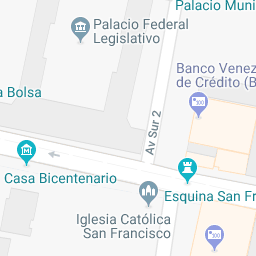 Palacio Muni
Palacio Federal
Legislativo
Banco Venez
de Crédito (B
a Bolsa
Av Sur 2
Casa Bicentenario
Esquina San Fr
Iglesia Católica
San Francisco